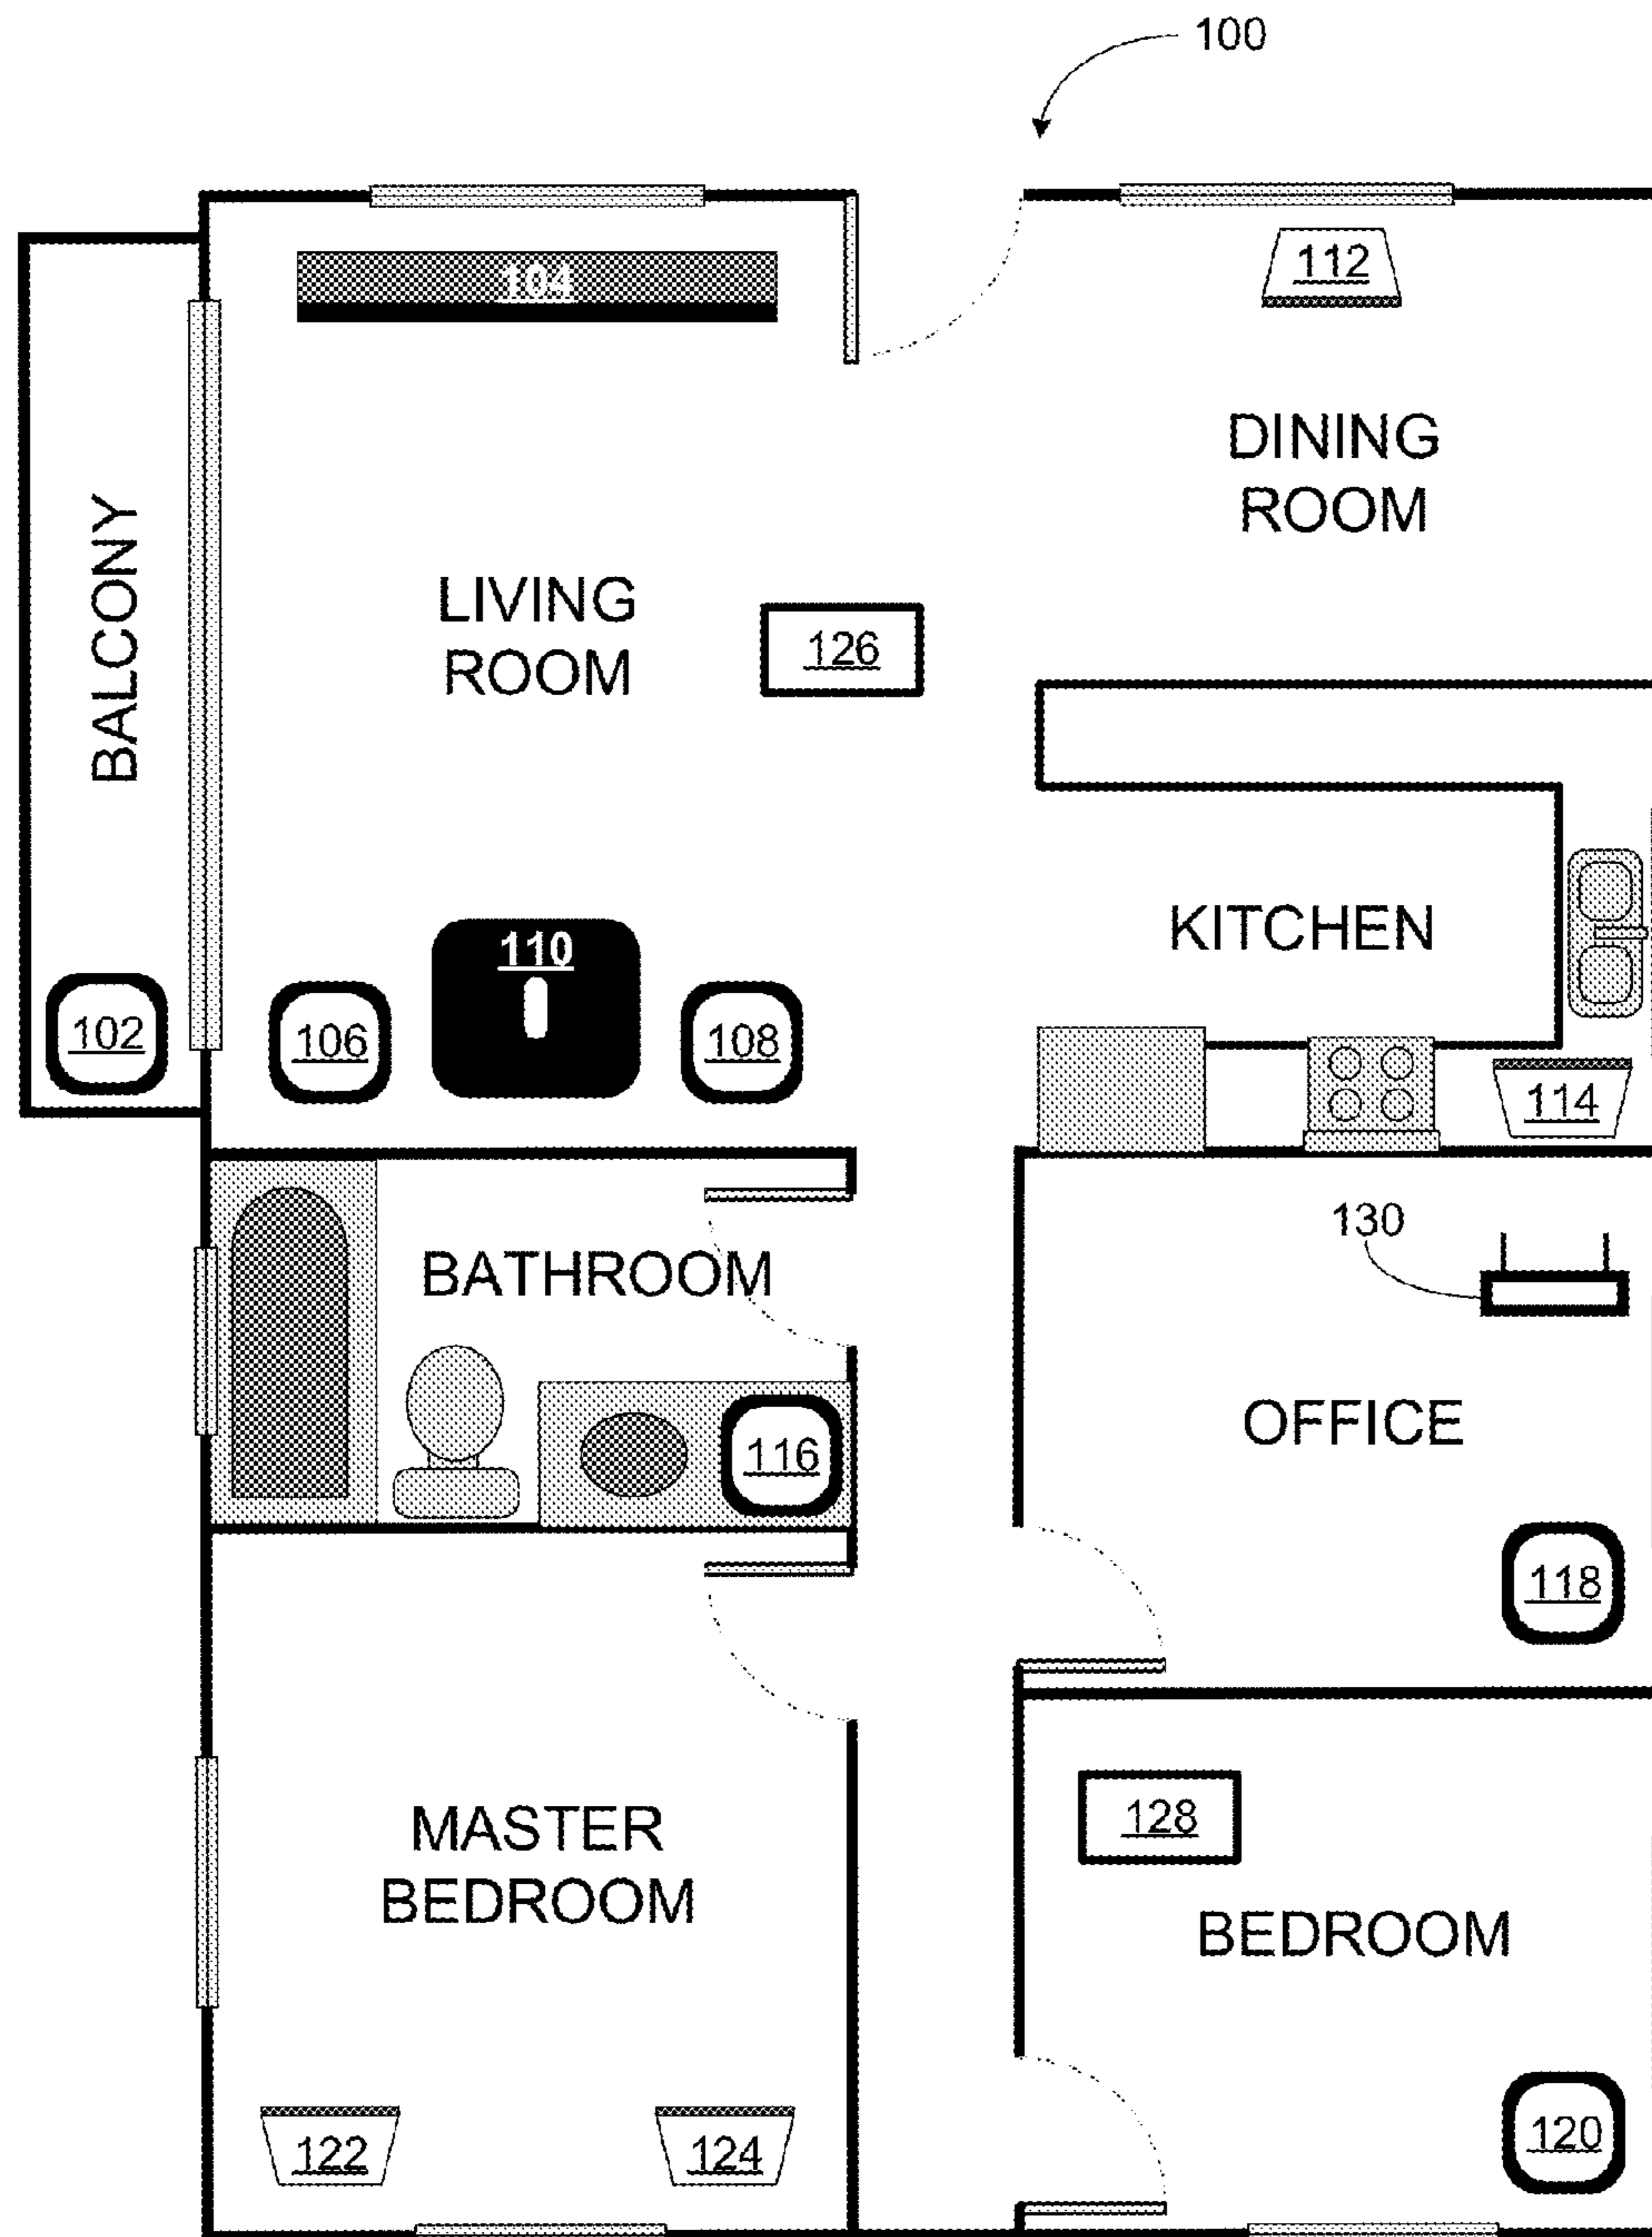 100
104
112
DINING
ROOM
BALCONY
LIVING
ROOM
126
KITCHEN
110
102
106
108
114
130
BATHROOM
OFFICE
116
118
128
MASTER
BEDROOM
BEDROOM
122
124
120